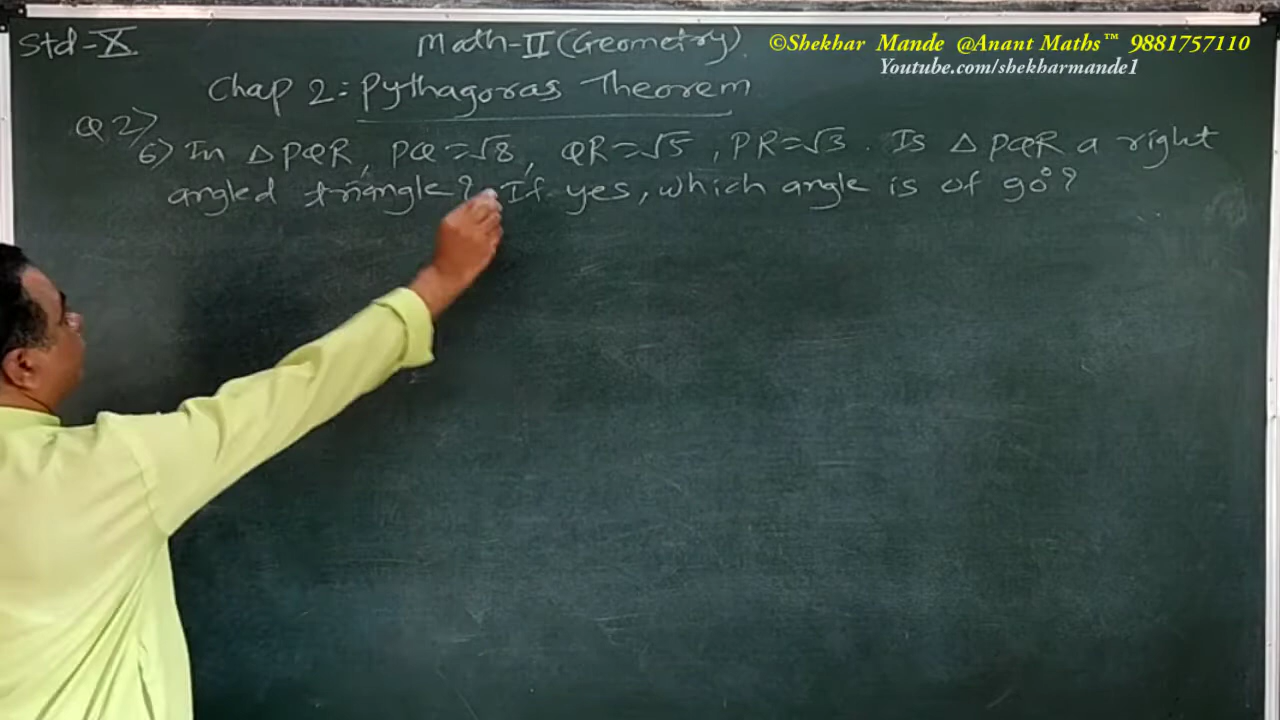 Std-X
Math-II (Geometry)
©Shekhar Mande @Anant Maths™ 9881757110
Youtube.com/shekharmande1
Chap 2: Pythagoras Theorem
Q 2)
6) In △PQR, PQ=√8, QR=√5, PR=√3. Is △PQR a right
angled triangle? If yes, which angle is of 90°?